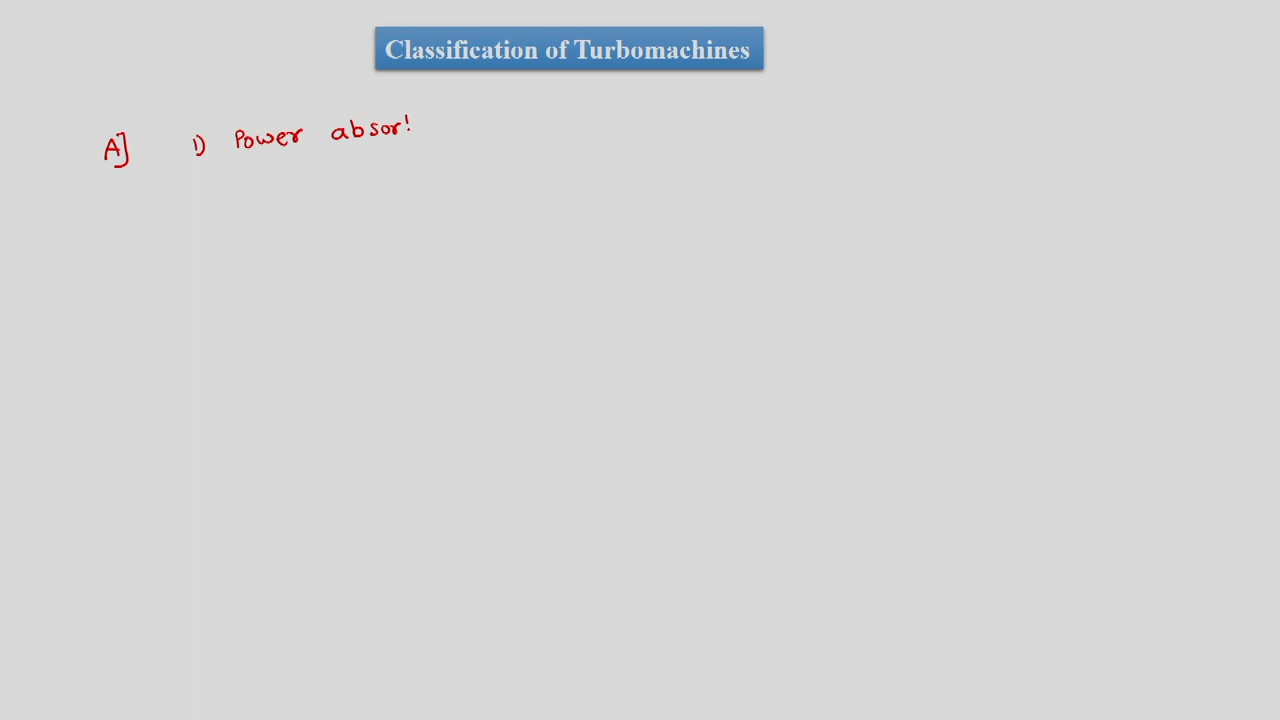 Classification of Turbomachines
A] 1) Power absor